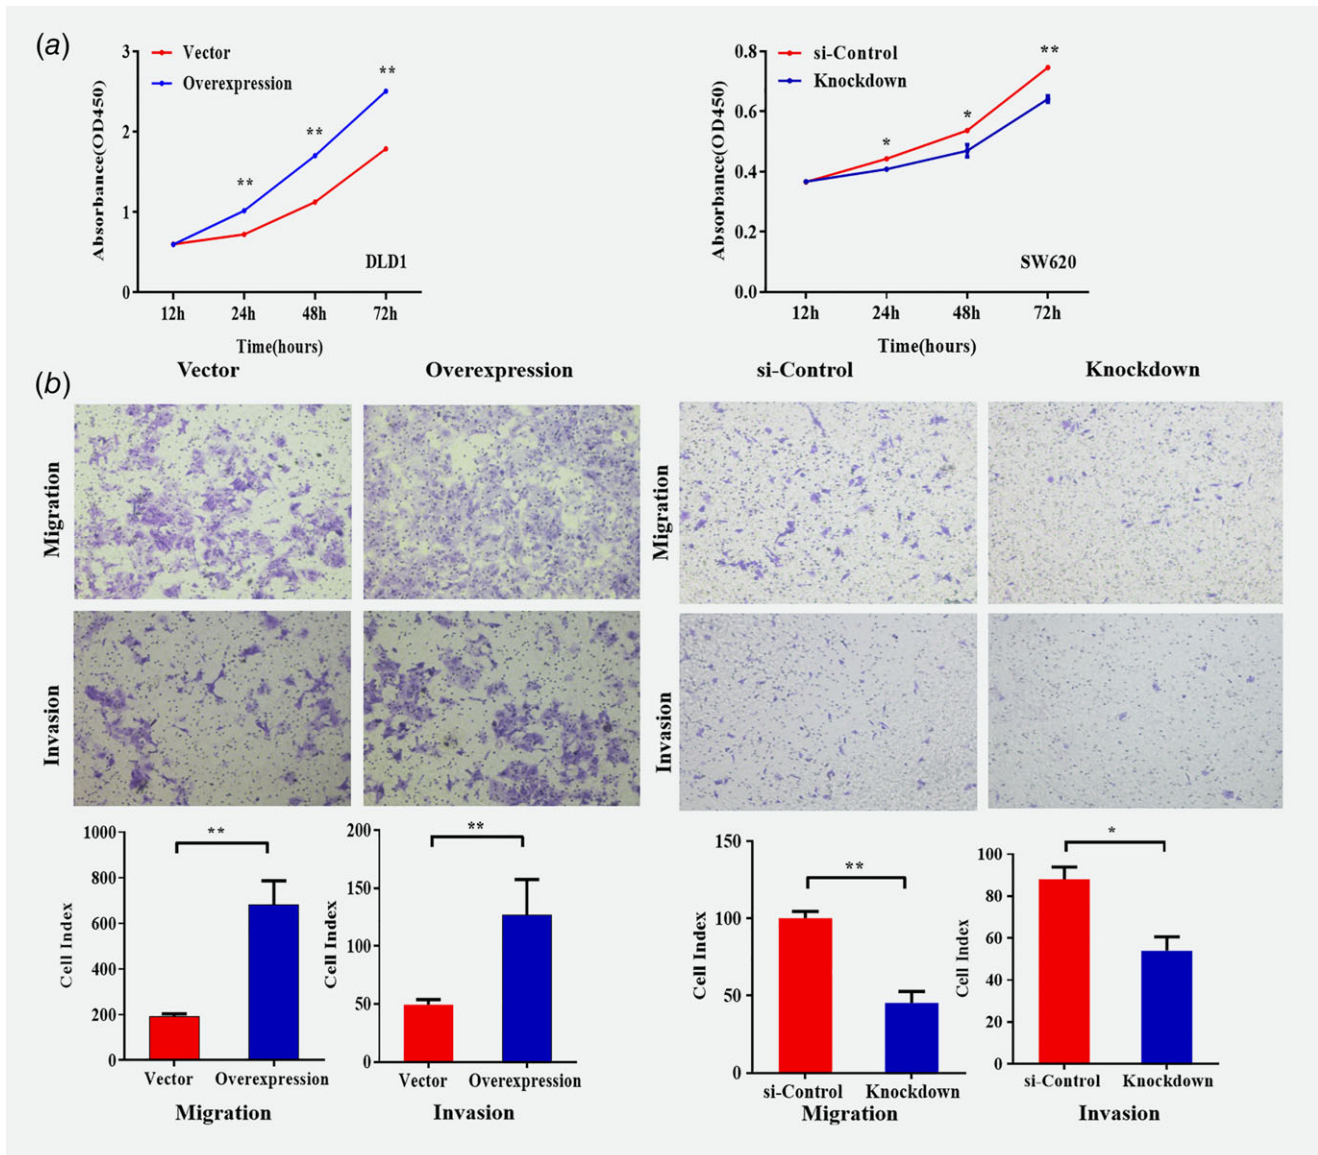 (a)
3
2
1
0
Absorbance(OD450)
Vector
Overexpression
**
**
**
DLD1
12h 24h 48h 72h
Time(hours)
0.8
0.6
0.4
0.2
0.0
Absorbance(OD450)
si-Control
Knockdown
*
*
**
SW620
12h 24h 48h 72h
Time(hours)
(b)
Vector Overexpression si-Control Knockdown
Migration
Migration
Invasion
Invasion
1000
800
600
400
200
0
Cell Index
**
Vector Overexpression
Migration
200
150
100
50
0
Cell Index
**
Vector Overexpression
Invasion
150
100
50
0
Cell Index
**
si-Control Knockdown
Migration
100
80
60
40
20
0
Cell Index
*
si-Control Knockdown
Invasion